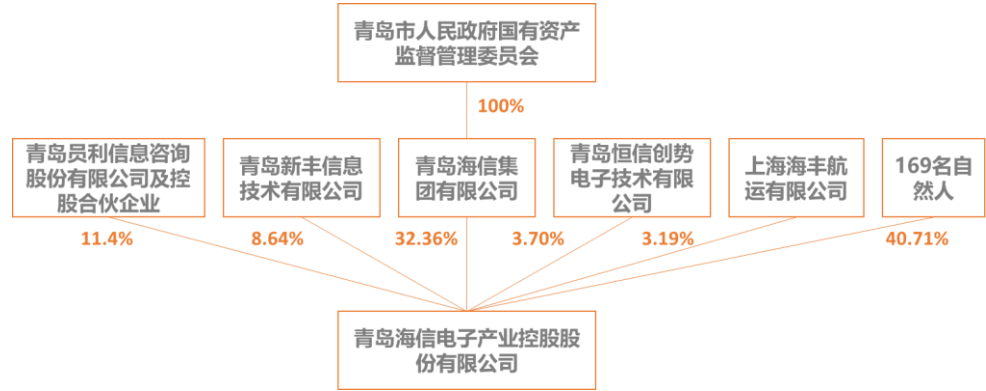 青岛市人民政府国有资产
监督管理委员会
100%
青岛员利信息咨询
股份有限公司及控
股合伙企业
青岛新丰信息
技术有限公司
青岛海信集
团有限公司
青岛恒信创势
电子技术有限
公司
上海海丰航
运有限公司
169名自
然人
11.4%
8.64%
32.36%
3.70%
3.19%
40.71%
青岛海信电子产业控股股
份有限公司